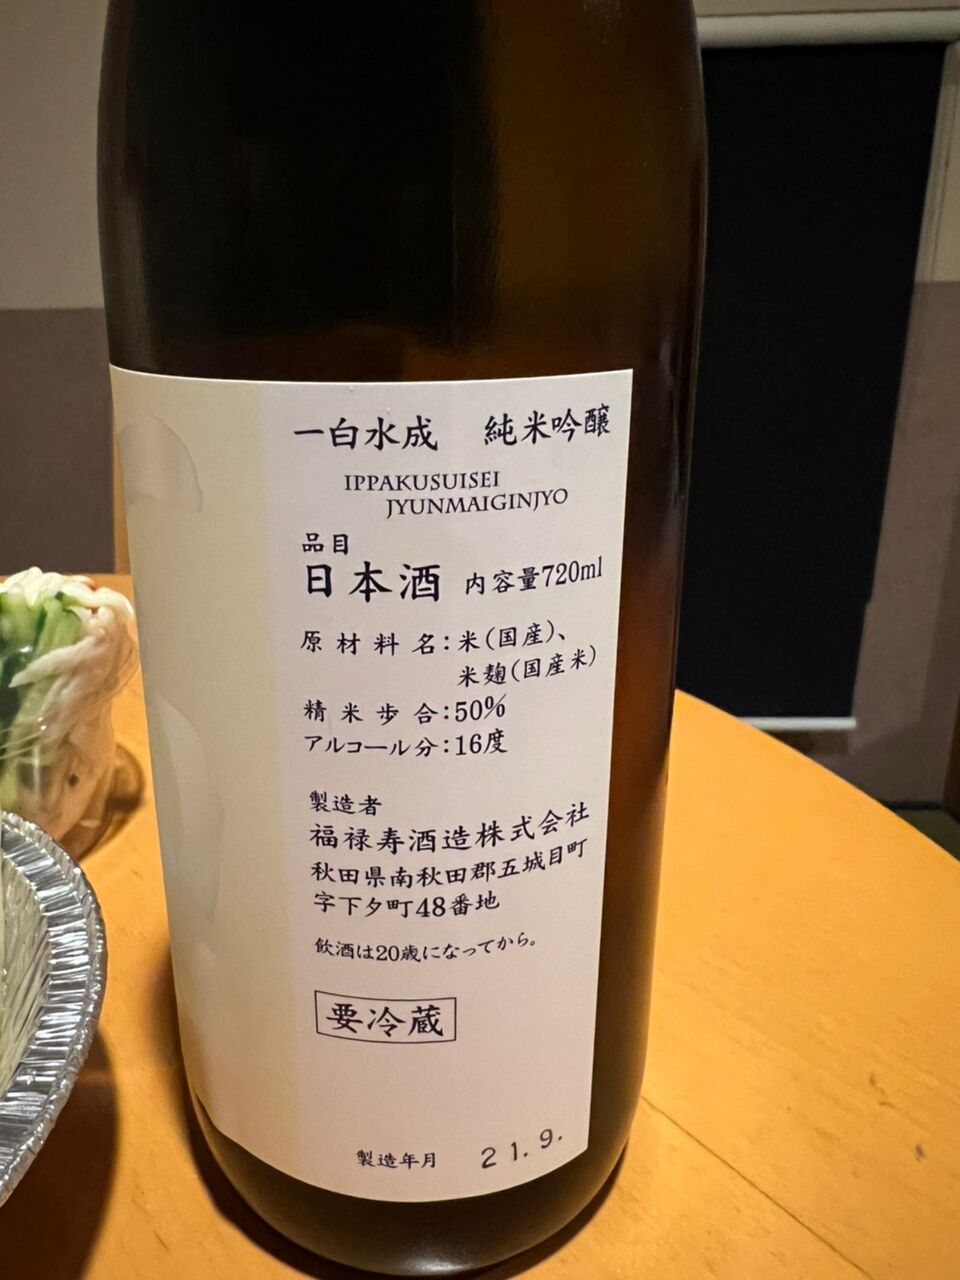 一白水成 純米吟醸
IPPAKUSUISEI
JYUNMAIGINJYO
品目
日本酒 内容量720ml
原材料名:米(国産)、
米麹(国産米)
精米歩合:50%
アルコール分:16度
製造者
福禄寿酒造株式会社
秋田県南秋田郡五城目町
字下夕町48番地
飲酒は20歳になってから。
要冷蔵
製造年月 21.9.